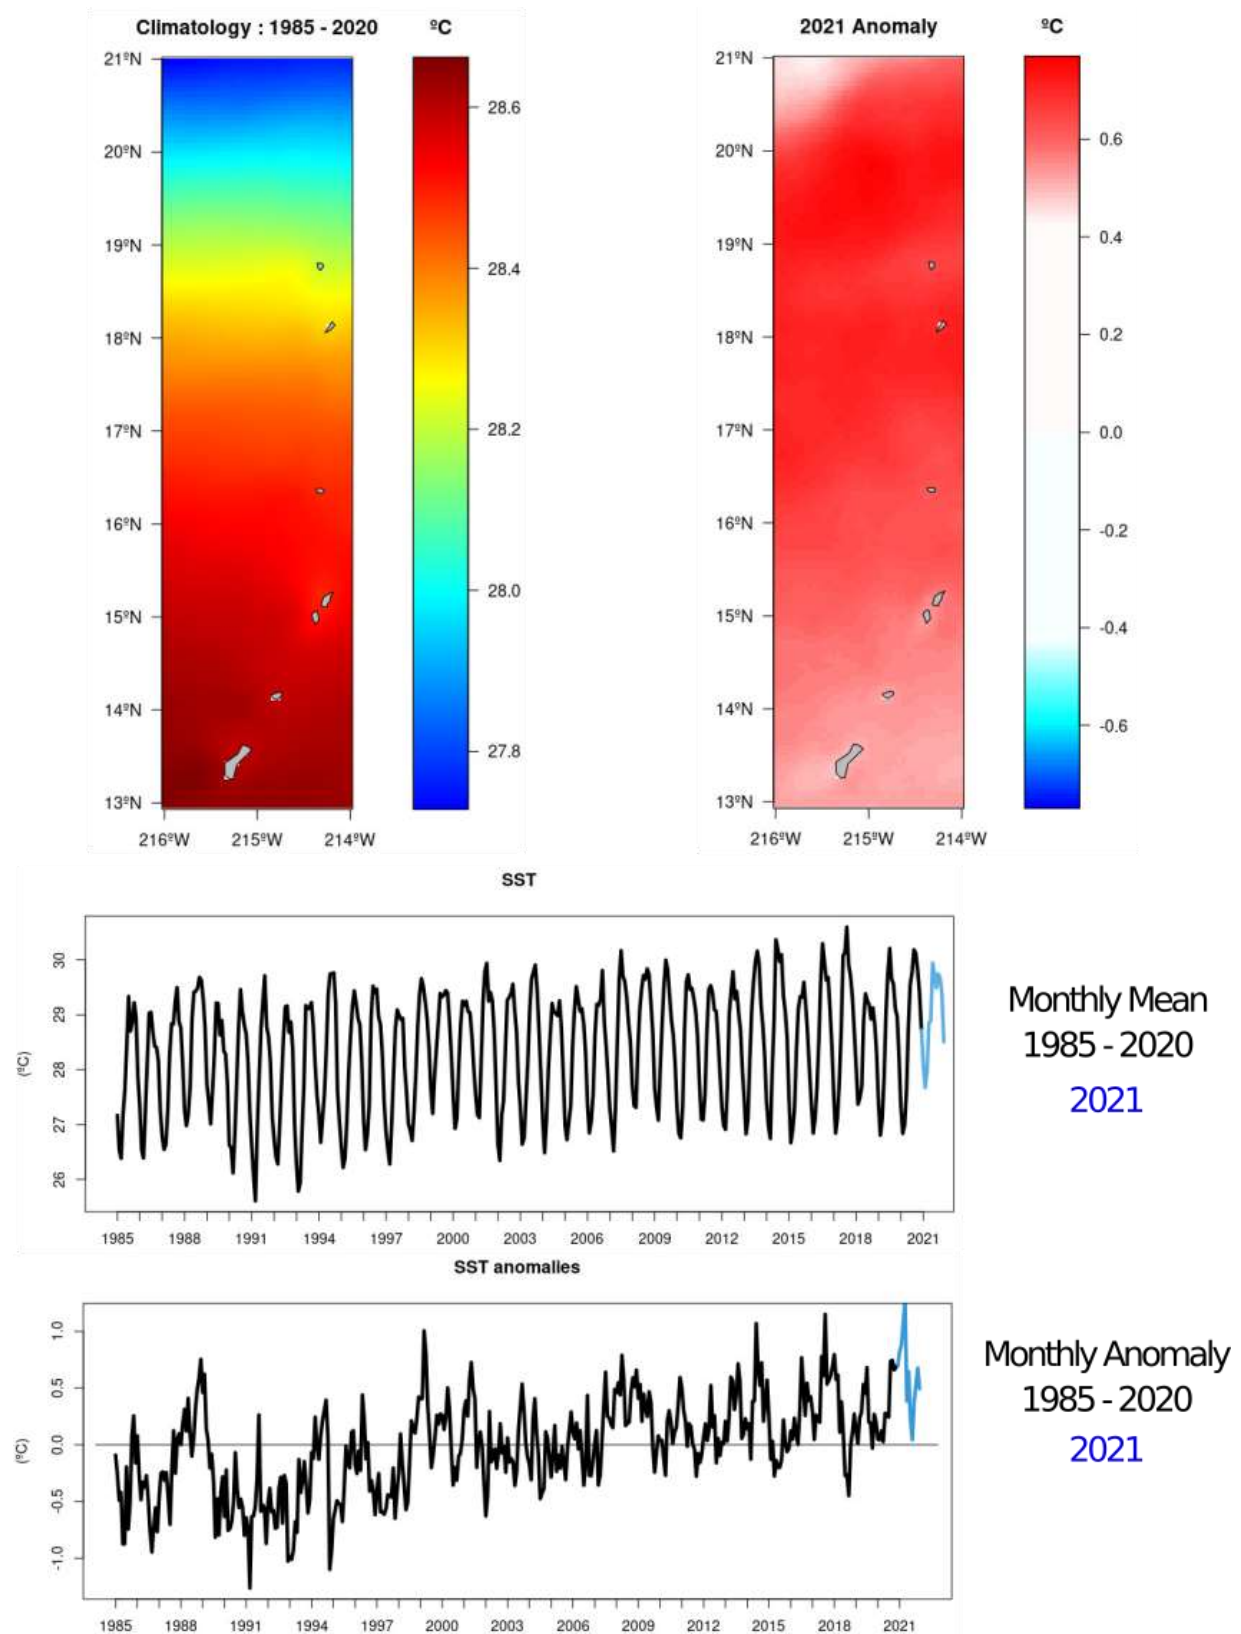 Climatology : 1985 - 2020
ºC
21ºN
20ºN
19ºN
18ºN
17ºN
16ºN
15ºN
14ºN
13ºN
216ºW 215ºW 214ºW
28.6
28.4
28.2
28.0
27.8
2021 Anomaly
ºC
21ºN
20ºN
19ºN
18ºN
17ºN
16ºN
15ºN
14ºN
13ºN
216ºW 215ºW 214ºW
0.6
0.4
0.2
0.0
-0.2
-0.4
-0.6
SST
(ºC)
30
29
28
27
26
1985 1988 1991 1994 1997 2000 2003 2006 2009 2012 2015 2018 2021
Monthly Mean
1985 - 2020
2021
SST anomalies
(ºC)
1.0
0.5
0.0
-0.5
-1.0
1985 1988 1991 1994 1997 2000 2003 2006 2009 2012 2015 2018 2021
Monthly Anomaly
1985 - 2020
2021